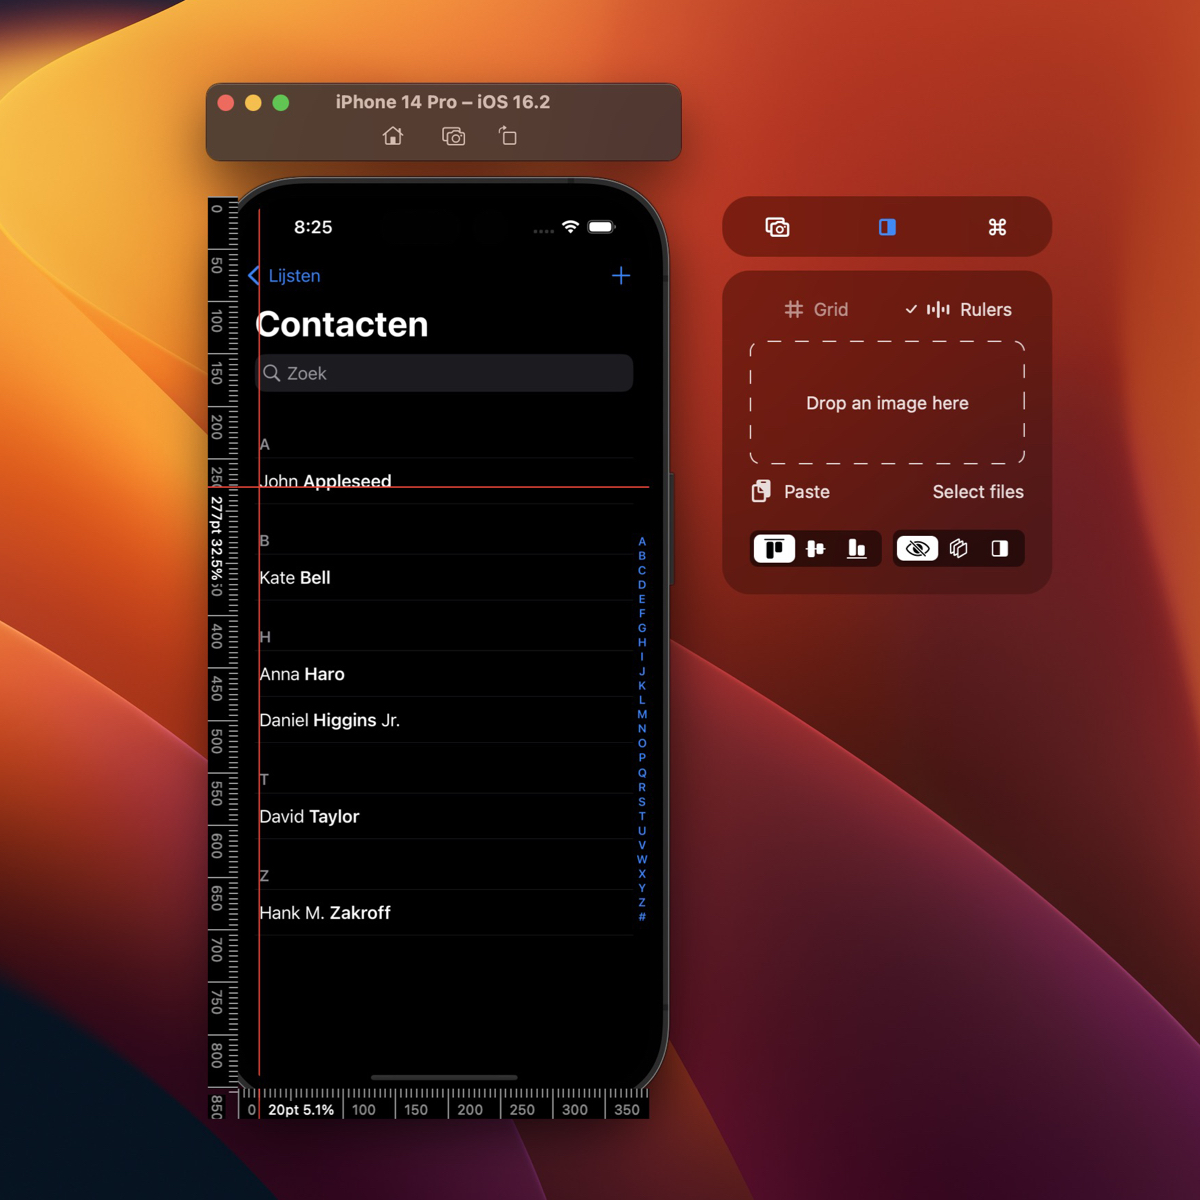 iPhone 14 Pro – iOS 16.2
8:25
Lijsten
Contacten
Zoek
A
John Appleseed
B
Kate Bell
H
Anna Haro
Daniel Higgins Jr.
T
David Taylor
Z
Hank M. Zakroff
A
B
C
D
E
F
G
H
I
J
K
L
M
N
O
P
Q
R
S
T
U
V
W
X
Y
Z
#
0
50
100
150
200
250
277pt 32.5%
400
450
500
550
600
650
700
750
800
850
0 20pt 5.1% 100 150 200 250 300 350
Grid
Rulers
Drop an image here
Paste
Select files